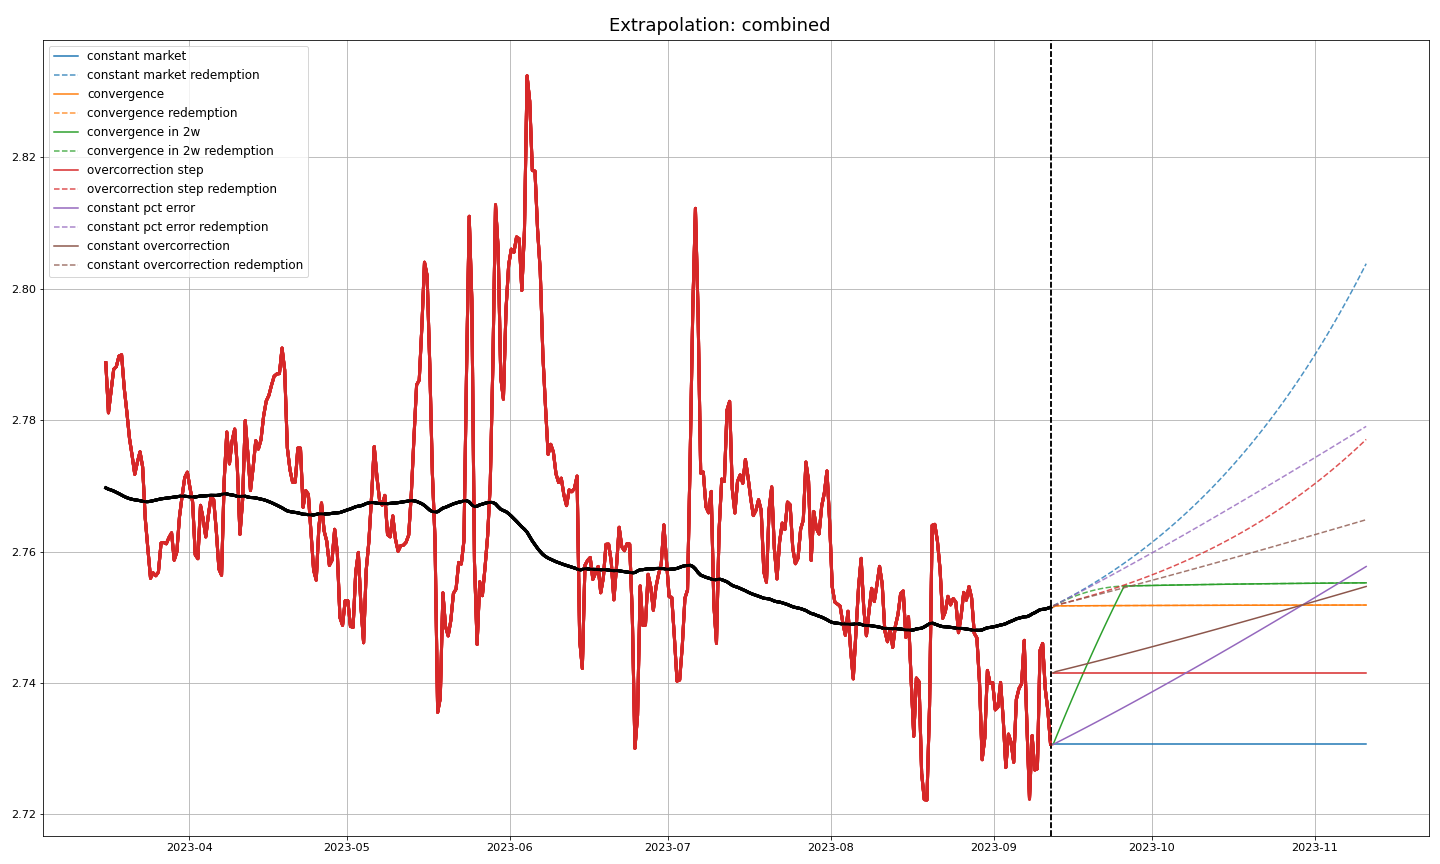 Extrapolation: combined
constant market
constant market redemption
convergence
convergence redemption
convergence in 2w
convergence in 2w redemption
overcorrection step
overcorrection step redemption
constant pct error
constant pct error redemption
constant overcorrection
constant overcorrection redemption
2.82
2.80
2.78
2.76
2.74
2.72
2023-04 2023-05 2023-06 2023-07 2023-08 2023-09 2023-10 2023-11